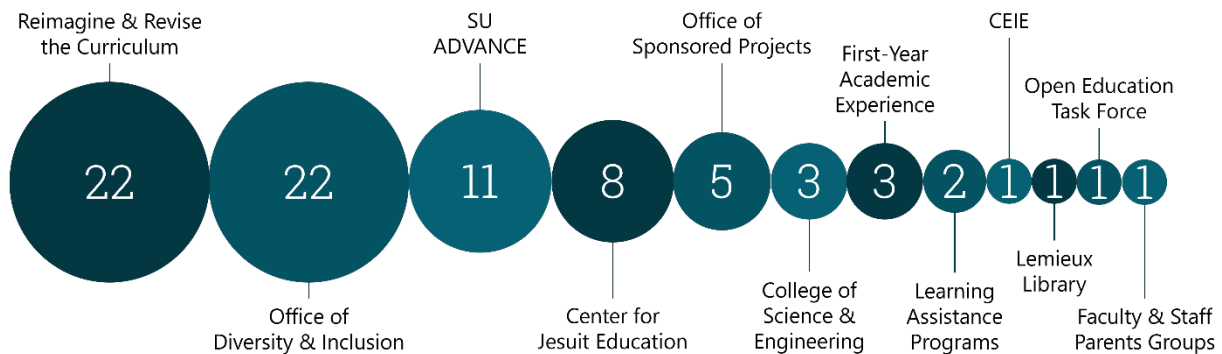 Reimagine & Revise
the Curriculum
SU
ADVANCE
Office of
Sponsored Projects
First-Year
Academic
Experience
CEIE
Open Education
Task Force
22
22
11
8
5
3
3
2
1
1
1
1
Office of
Diversity & Inclusion
Center for
Jesuit Education
College of
Science &
Engineering
Learning
Assistance
Programs
Lemieux
Library
Faculty & Staff
Parents Groups